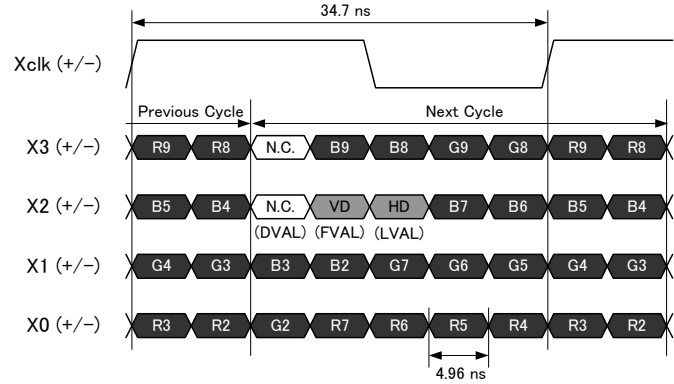 34.7 ns
Xclk (+/−)
Previous Cycle Next Cycle
X3 (+/−) R9 R8 N.C. B9 B8 G9 G8 R9 R8
X2 (+/−) B5 B4 N.C. VD HD B7 B6 B5 B4
(DVAL) (FVAL) (LVAL)
X1 (+/−) G4 G3 B3 B2 G7 G6 G5 G4 G3
X0 (+/−) R3 R2 G2 R7 R6 R5 R4 R3 R2
4.96 ns